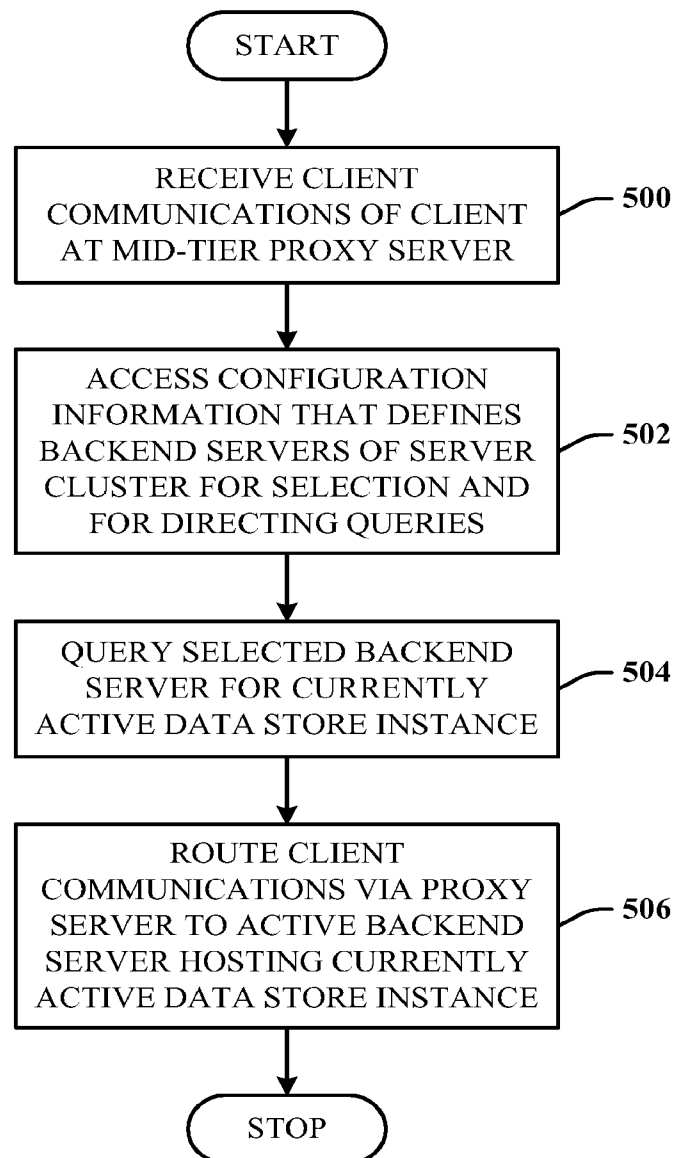 START
RECEIVE CLIENT
COMMUNICATIONS OF CLIENT
AT MID-TIER PROXY SERVER
500
ACCESS CONFIGURATION
INFORMATION THAT DEFINES
BACKEND SERVERS OF SERVER
CLUSTER FOR SELECTION AND
FOR DIRECTING QUERIES
502
QUERY SELECTED BACKEND
SERVER FOR CURRENTLY
ACTIVE DATA STORE INSTANCE
504
ROUTE CLIENT
COMMUNICATIONS VIA PROXY
SERVER TO ACTIVE BACKEND
SERVER HOSTING CURRENTLY
ACTIVE DATA STORE INSTANCE
506
STOP